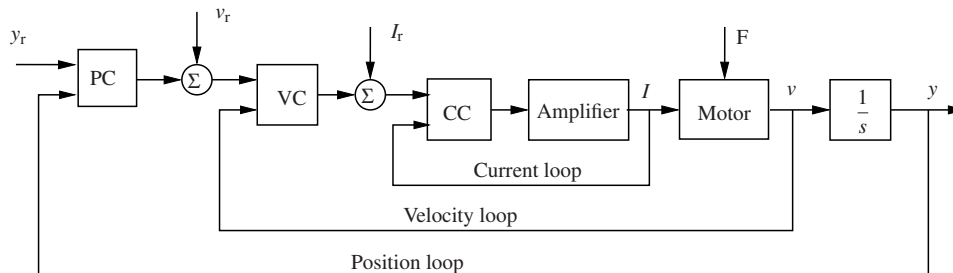 y_r
v_r
I_r
F
PC
Σ
VC
Σ
CC
Amplifier
I
Motor
v
1
s
y
Current loop
Velocity loop
Position loop